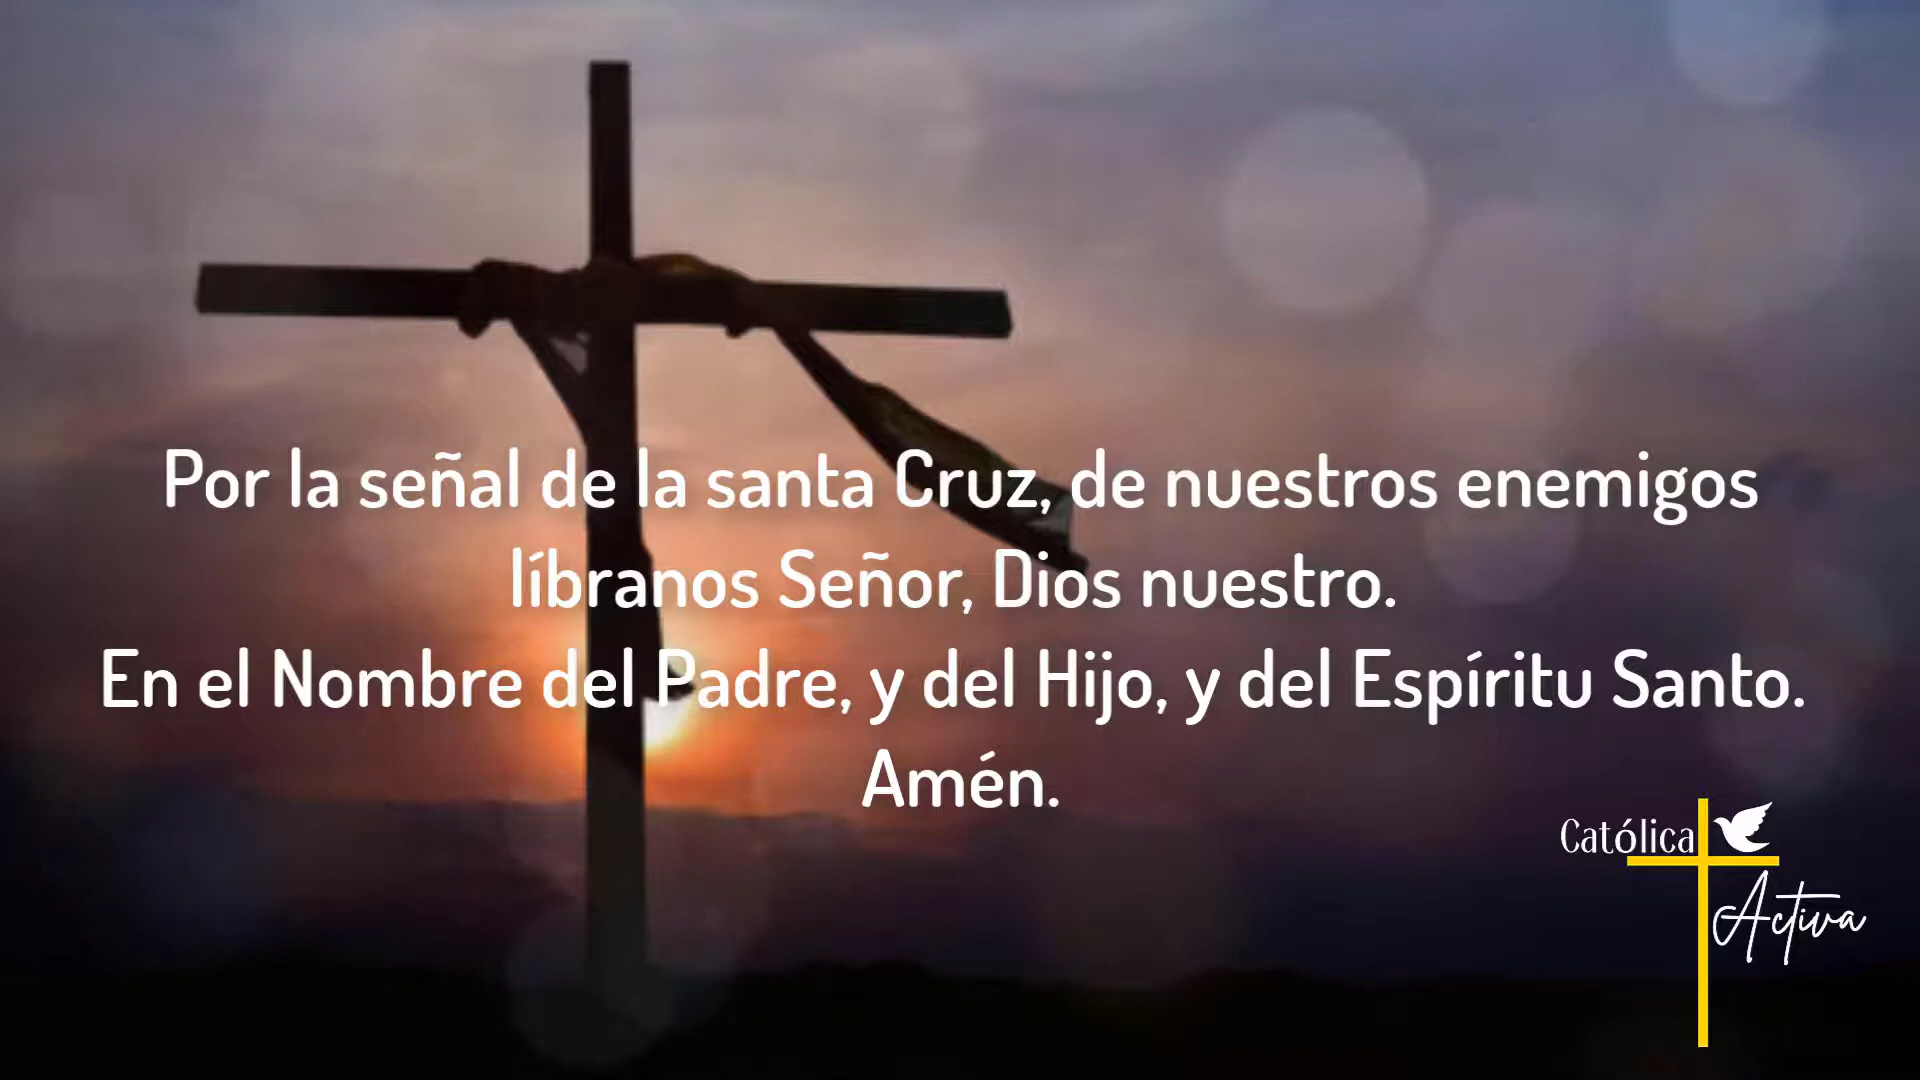 Por la señal de la santa Cruz, de nuestros enemigos
líbranos Señor, Dios nuestro.
En el Nombre del Padre, y del Hijo, y del Espíritu Santo.
Amén.
Católica
Activa